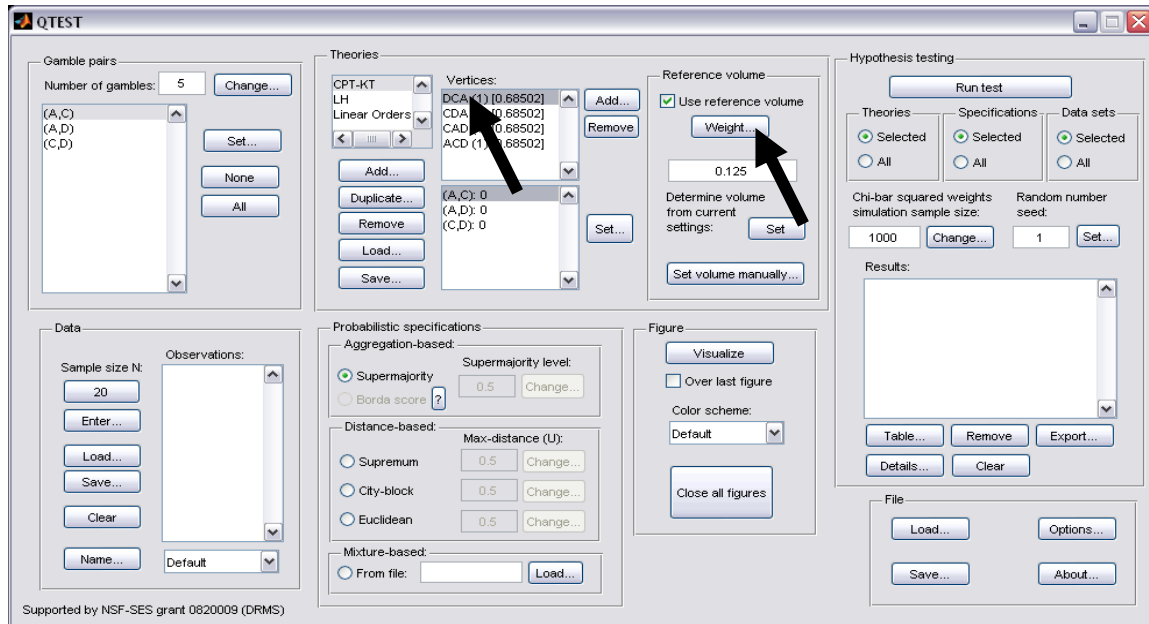 QTEST
Gamble pairs
Number of gambles: 5 Change...
(A,C)
(A,D)
(C,D)
Set...
None
All
Theories
CPT-KT
LH
Linear Orders
Add...
Duplicate...
Remove
Load...
Save...
Vertices:
DCA (1) [0.68502]
CDA [0.68502]
CAD (1) [0.68502]
ACD (1) [0.68502]
Add...
Remove
(A,C): 0
(A,D): 0
(C,D): 0
Set...
Reference volume
Use reference volume
Weight...
0.125
Determine volume
from current
settings: Set
Set volume manually...
Hypothesis testing
Run test
Theories
Selected
All
Specifications
Selected
All
Data sets
Selected
All
Chi-bar squared weights
simulation sample size:
1000 Change...
Random number
seed:
1 Set...
Results:
Table... Remove Export...
Details... Clear
Data
Sample size N:
20
Enter...
Load...
Save...
Clear
Name...
Observations:
Default
Probabilistic specifications
Aggregation-based:
Supermajority level:
Supermajority 0.5 Change...
Borda score ?
Distance-based:
Max-distance (U):
Supremum 0.5 Change...
City-block 0.5 Change...
Euclidean 0.5 Change...
Mixture-based:
From file: Load...
Figure
Visualize
Over last figure
Color scheme:
Default
Close all figures
File
Load... Options...
Save... About...
Supported by NSF-SES grant 0820009 (DRMS)